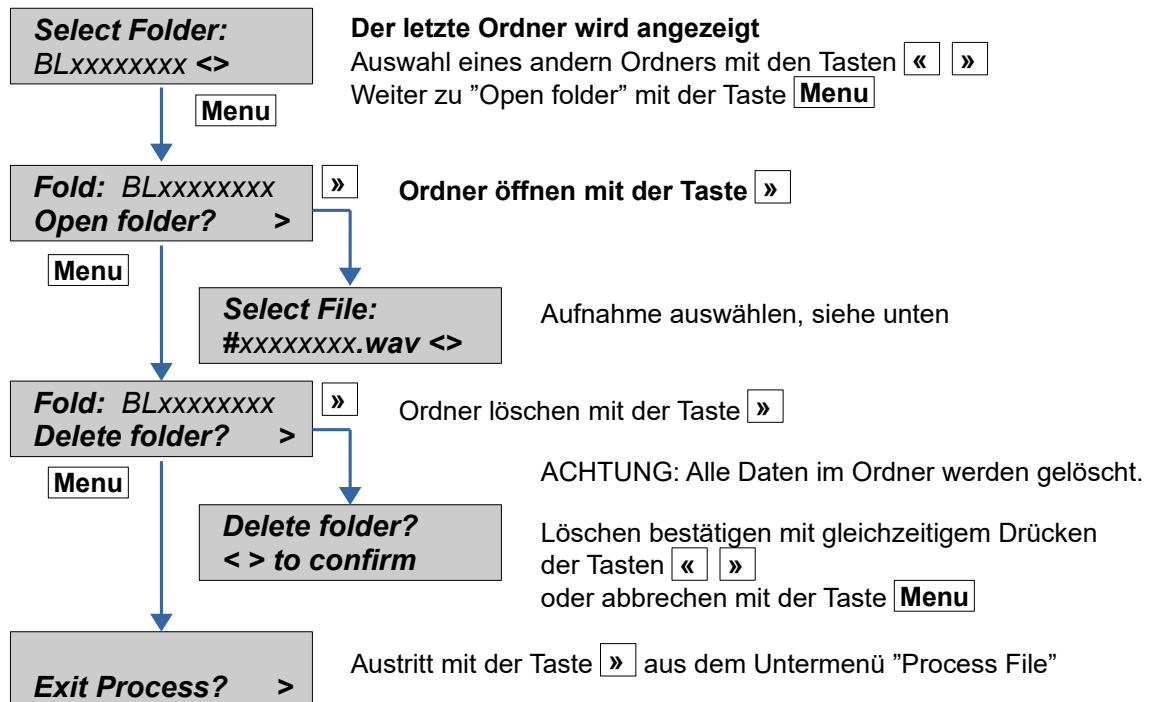 Select Folder:
BLxxxxxxxx <>
Der letzte Ordner wird angezeigt
Auswahl eines andern Ordners mit den Tasten « »
Weiter zu ”Open folder” mit der Taste Menu
Menu
Fold: BLxxxxxxxx
Open folder? >
»
Ordner öffnen mit der Taste »
Menu
Select File:
#xxxxxxxx.wav <>
Aufnahme auswählen, siehe unten
Fold: BLxxxxxxxx
Delete folder? >
»
Ordner löschen mit der Taste »
Menu
ACHTUNG: Alle Daten im Ordner werden gelöscht.
Delete folder?
< > to confirm
Löschen bestätigen mit gleichzeitigem Drücken
der Tasten « »
oder abbrechen mit der Taste Menu
Exit Process? >
Austritt mit der Taste » aus dem Untermenü ”Process File”